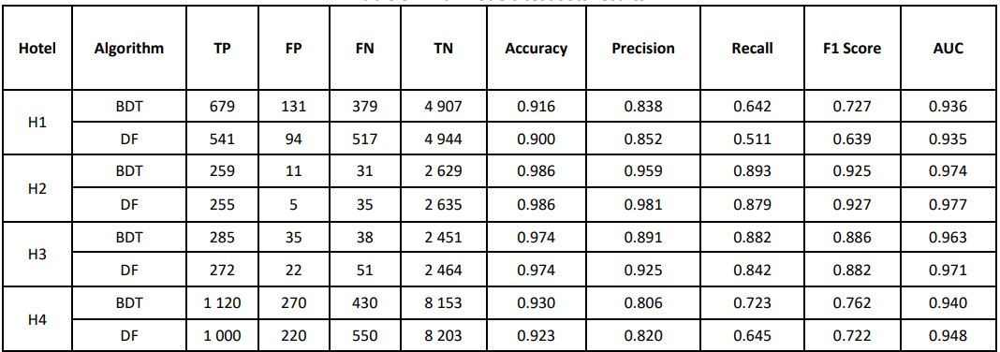 Hotel Algorithm TP FP FN TN Accuracy Precision Recall F1 Score AUC
H1 BDT 679 131 379 4 907 0.916 0.838 0.642 0.727 0.936
DF 541 94 517 4 944 0.900 0.852 0.511 0.639 0.935
H2 BDT 259 11 31 2 629 0.986 0.959 0.893 0.925 0.974
DF 255 5 35 2 635 0.986 0.981 0.879 0.927 0.977
H3 BDT 285 35 38 2 451 0.974 0.891 0.882 0.886 0.963
DF 272 22 51 2 464 0.974 0.925 0.842 0.882 0.971
H4 BDT 1 120 270 430 8 153 0.930 0.806 0.723 0.762 0.940
DF 1 000 220 550 8 203 0.923 0.820 0.645 0.722 0.948